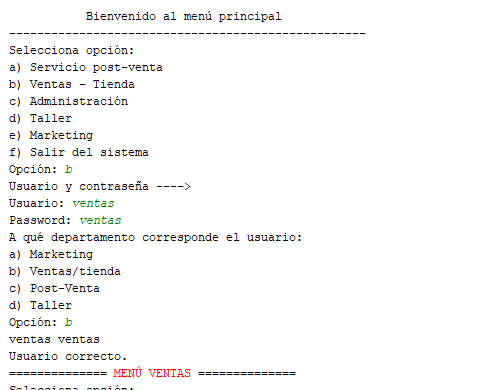 Bienvenido al menú principal
---------------------------------------------------
Selecciona opción:
a) Servicio post-venta
b) Ventas - Tienda
c) Administración
d) Taller
e) Marketing
f) Salir del sistema
Opción: b
Usuario y contraseña ---->
Usuario: ventas
Password: ventas
A qué departamento corresponde el usuario:
a) Marketing
b) Ventas/tienda
c) Post-Venta
d) Taller
Opción: b
ventas ventas
Usuario correcto.
============== MENÚ VENTAS ==============
Selecciona opción: